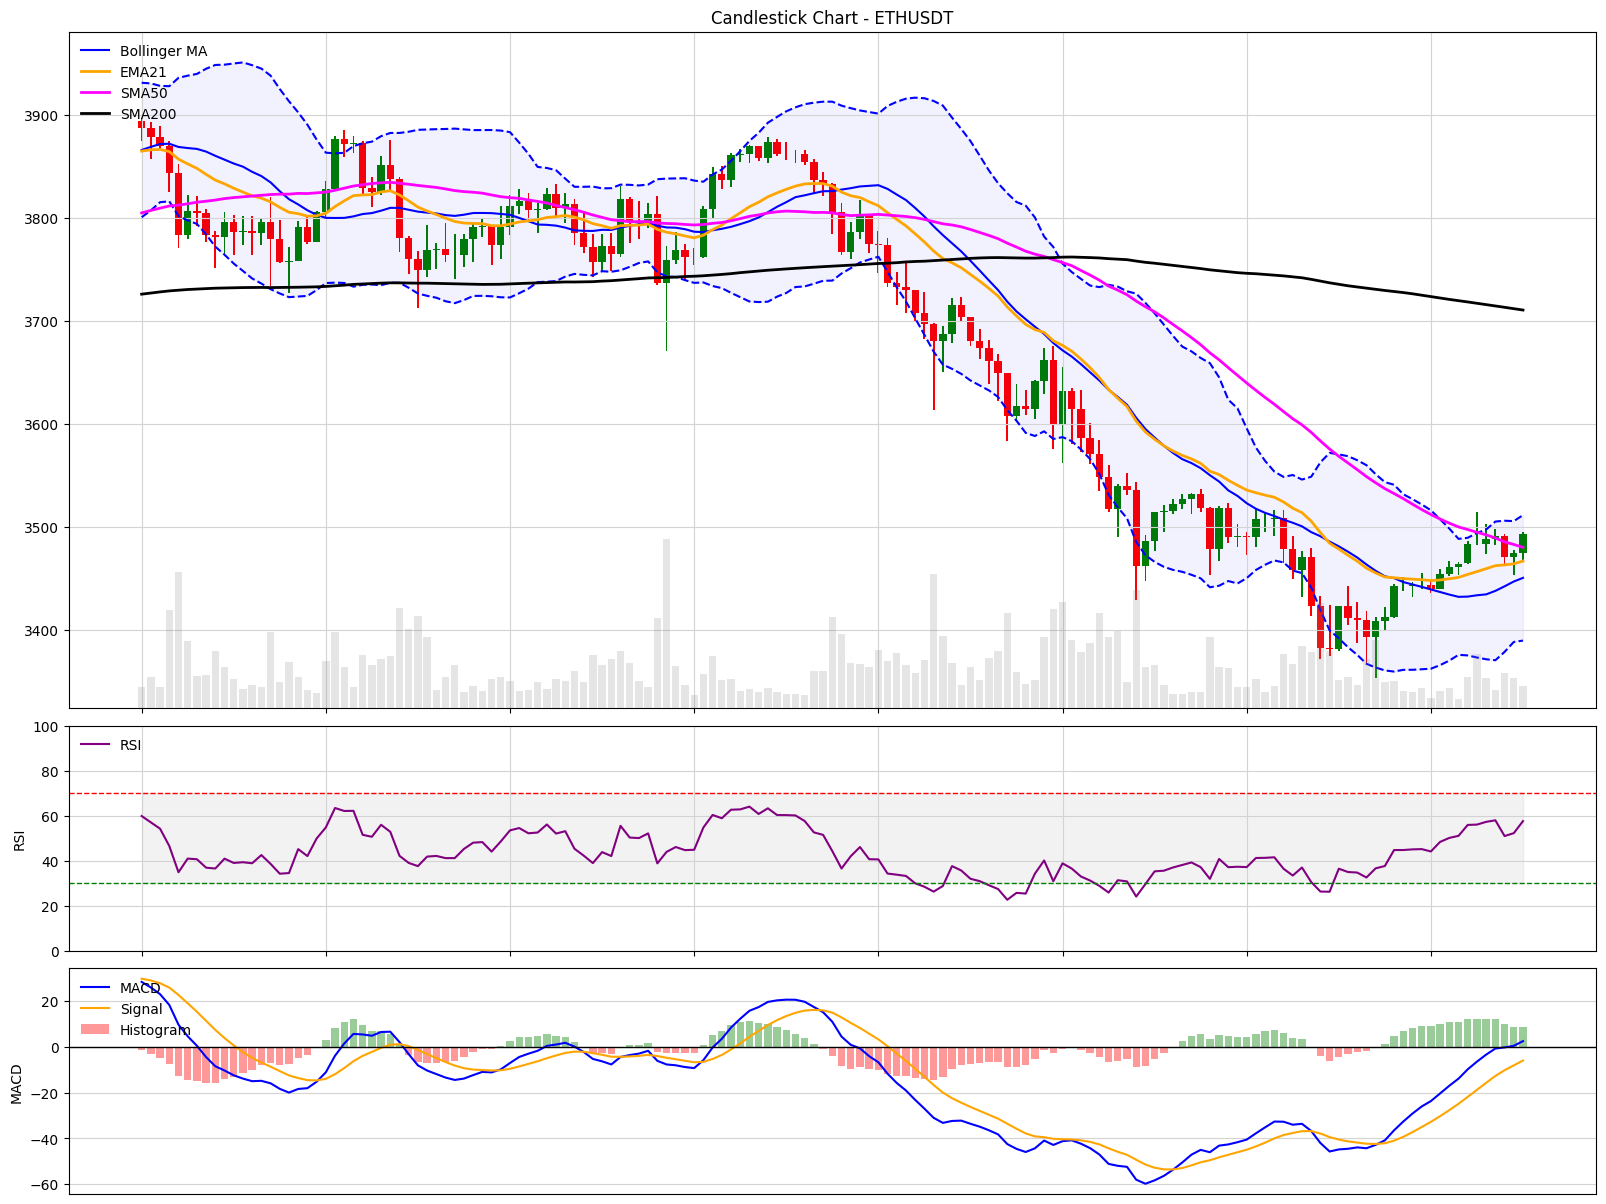 Candlestick Chart - ETHUSDT
Bollinger MA
EMA21
SMA50
SMA200
3900
3800
3700
3600
3500
3400
RSI
100
80
60
40
20
0
RSI
MACD
Signal
Histogram
20
0
−20
−40
−60
MACD